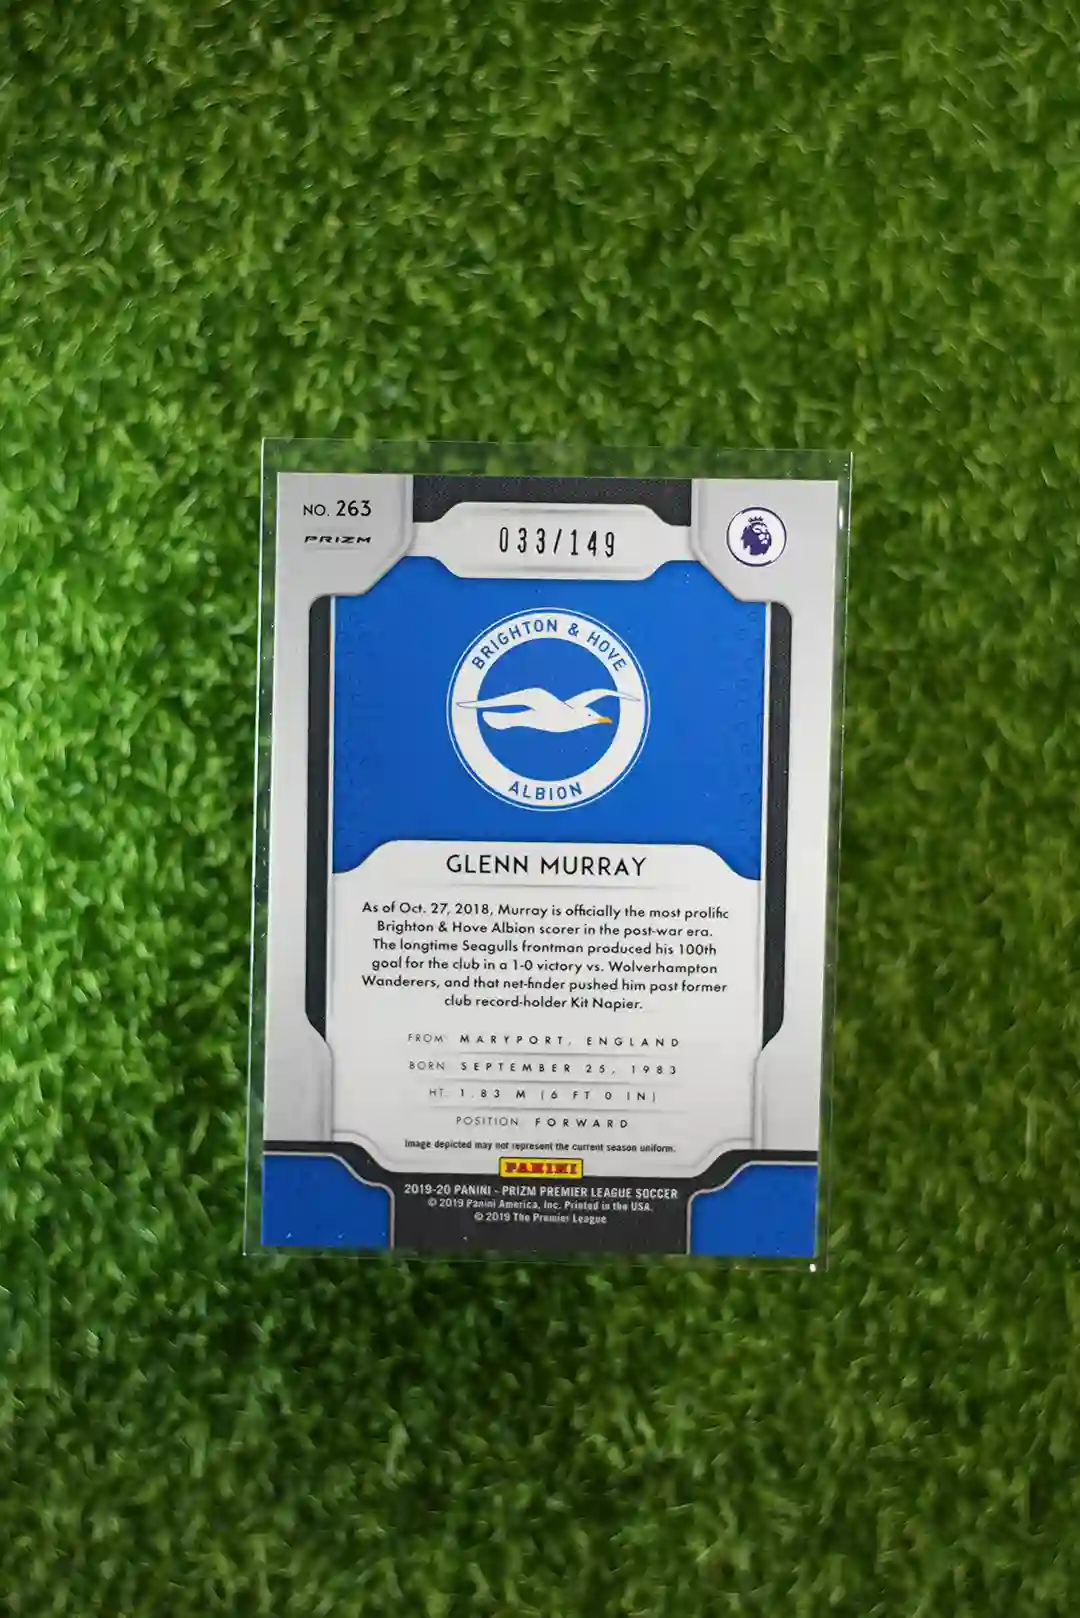 NO. 263
PRIZM
033/149
BRIGHTON & HOVE
ALBION
GLENN MURRAY
As of Oct. 27, 2018, Murray is officially the most prolific
Brighton & Hove Albion scorer in the post-war era.
The longtime Seagulls frontman produced his 100th
goal for the club in a 1-0 victory vs. Wolverhampton
Wanderers, and that net-finder pushed him past former
club record-holder Kit Napier.
FROM: MARYPORT, ENGLAND
BORN: SEPTEMBER 25, 1983
HT: 1.83 M (6 FT 0 IN)
POSITION: FORWARD
Image depicted may not represent the current season uniform.
PANINI
2019-20 PANINI - PRIZM PREMIER LEAGUE SOCCER
© 2019 Panini America, Inc. Printed in the USA.
© 2019 The Premier League